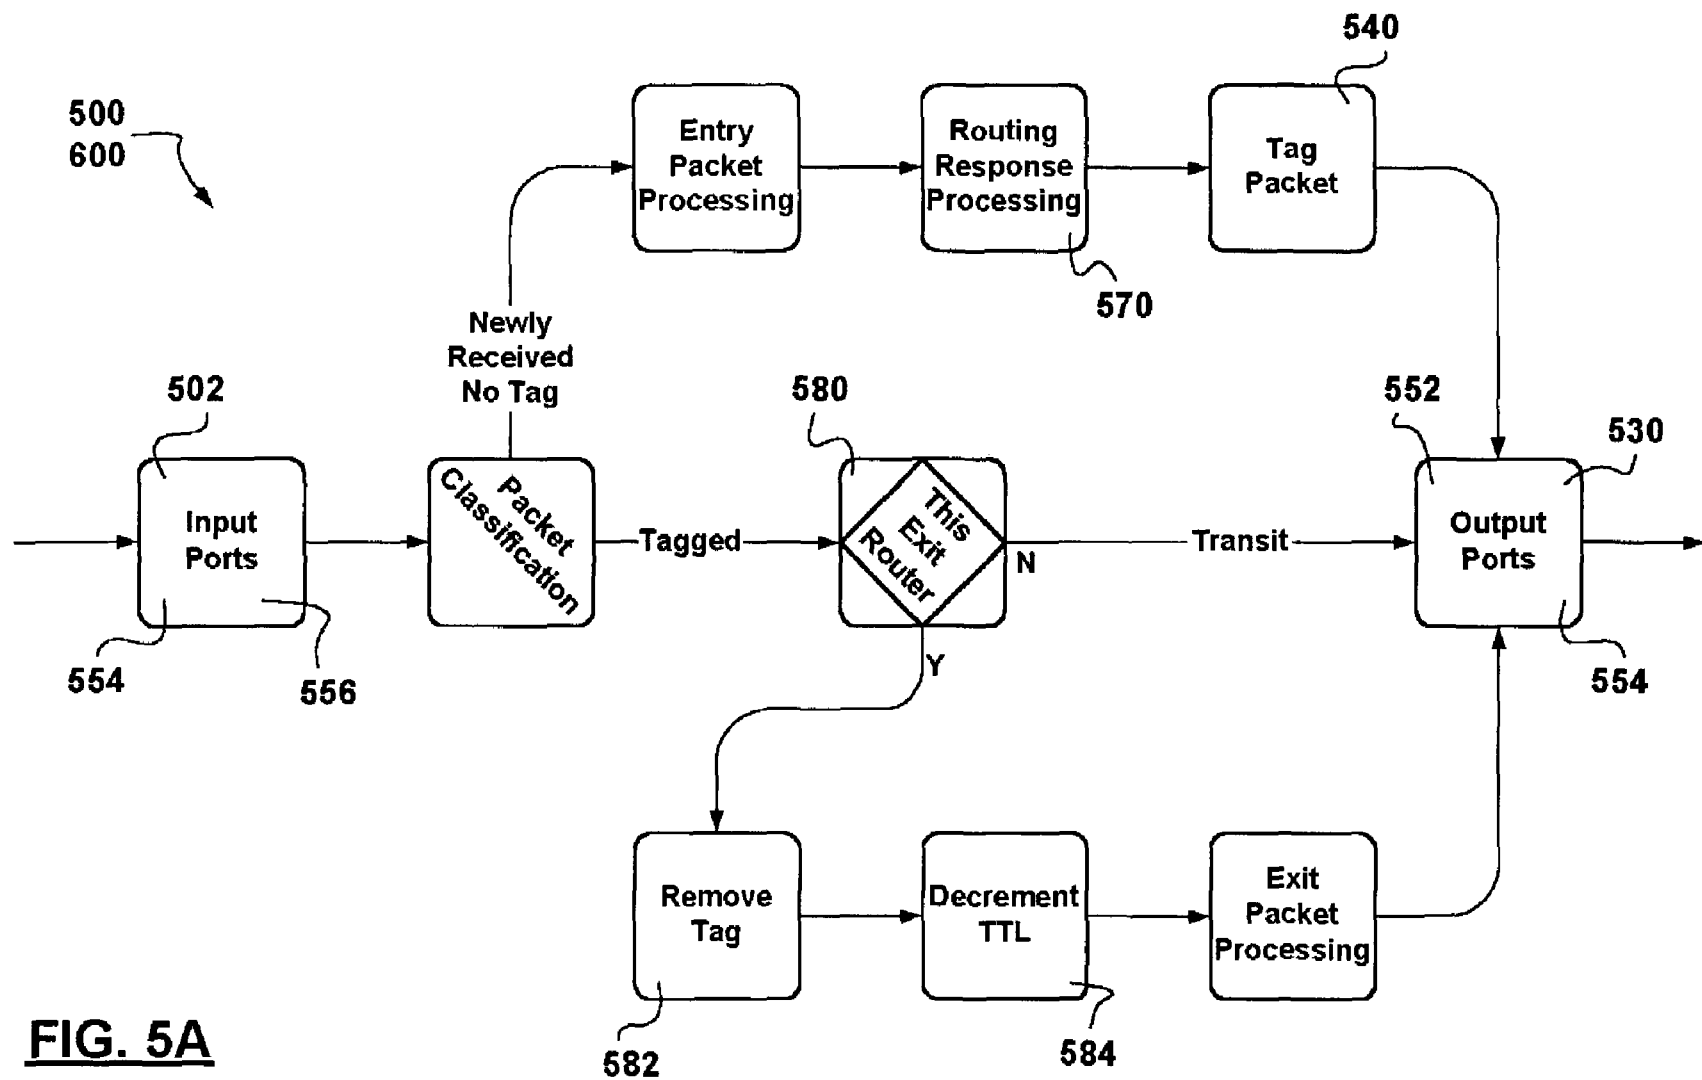 540
500
600
Entry
Packet
Processing
Routing
Response
Processing
Tag
Packet
570
Newly
Received
No Tag
502
580
552
530
Input
Ports
Packet
Classification
Tagged
This
Exit
Router
N
Transit
Output
Ports
Y
554
556
554
Remove
Tag
Decrement
TTL
Exit
Packet
Processing
582
584
FIG. 5A